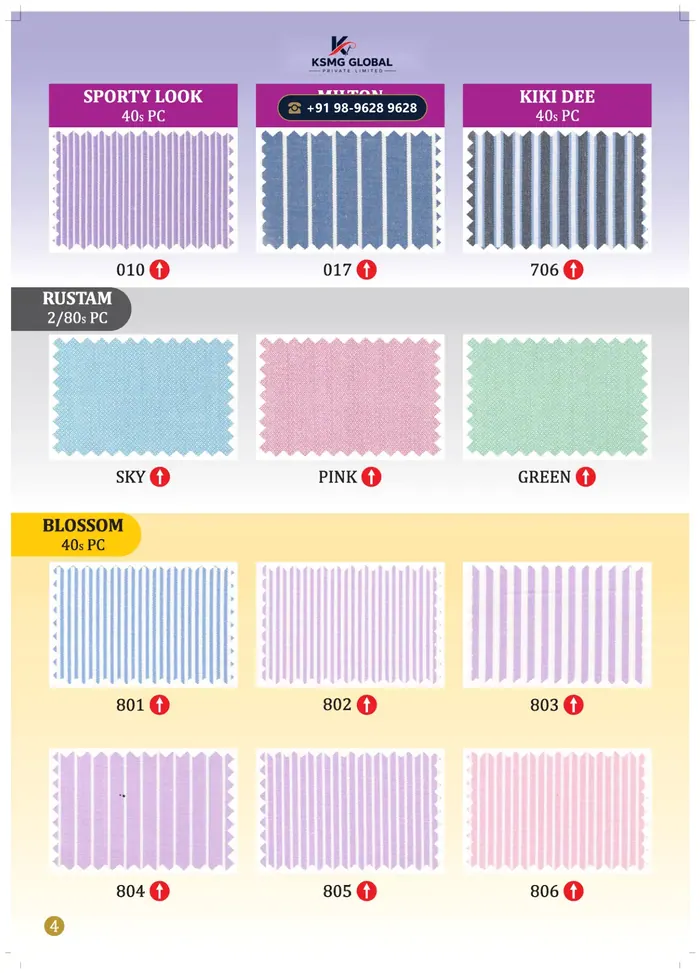 KSMG GLOBAL
PRIVATE LIMITED
SPORTY LOOK
40s PC
+91 98-9628 9628
KIKI DEE
40s PC
010
017
706
RUSTAM
2/80s PC
SKY
PINK
GREEN
BLOSSOM
40s PC
801
802
803
804
805
806
4